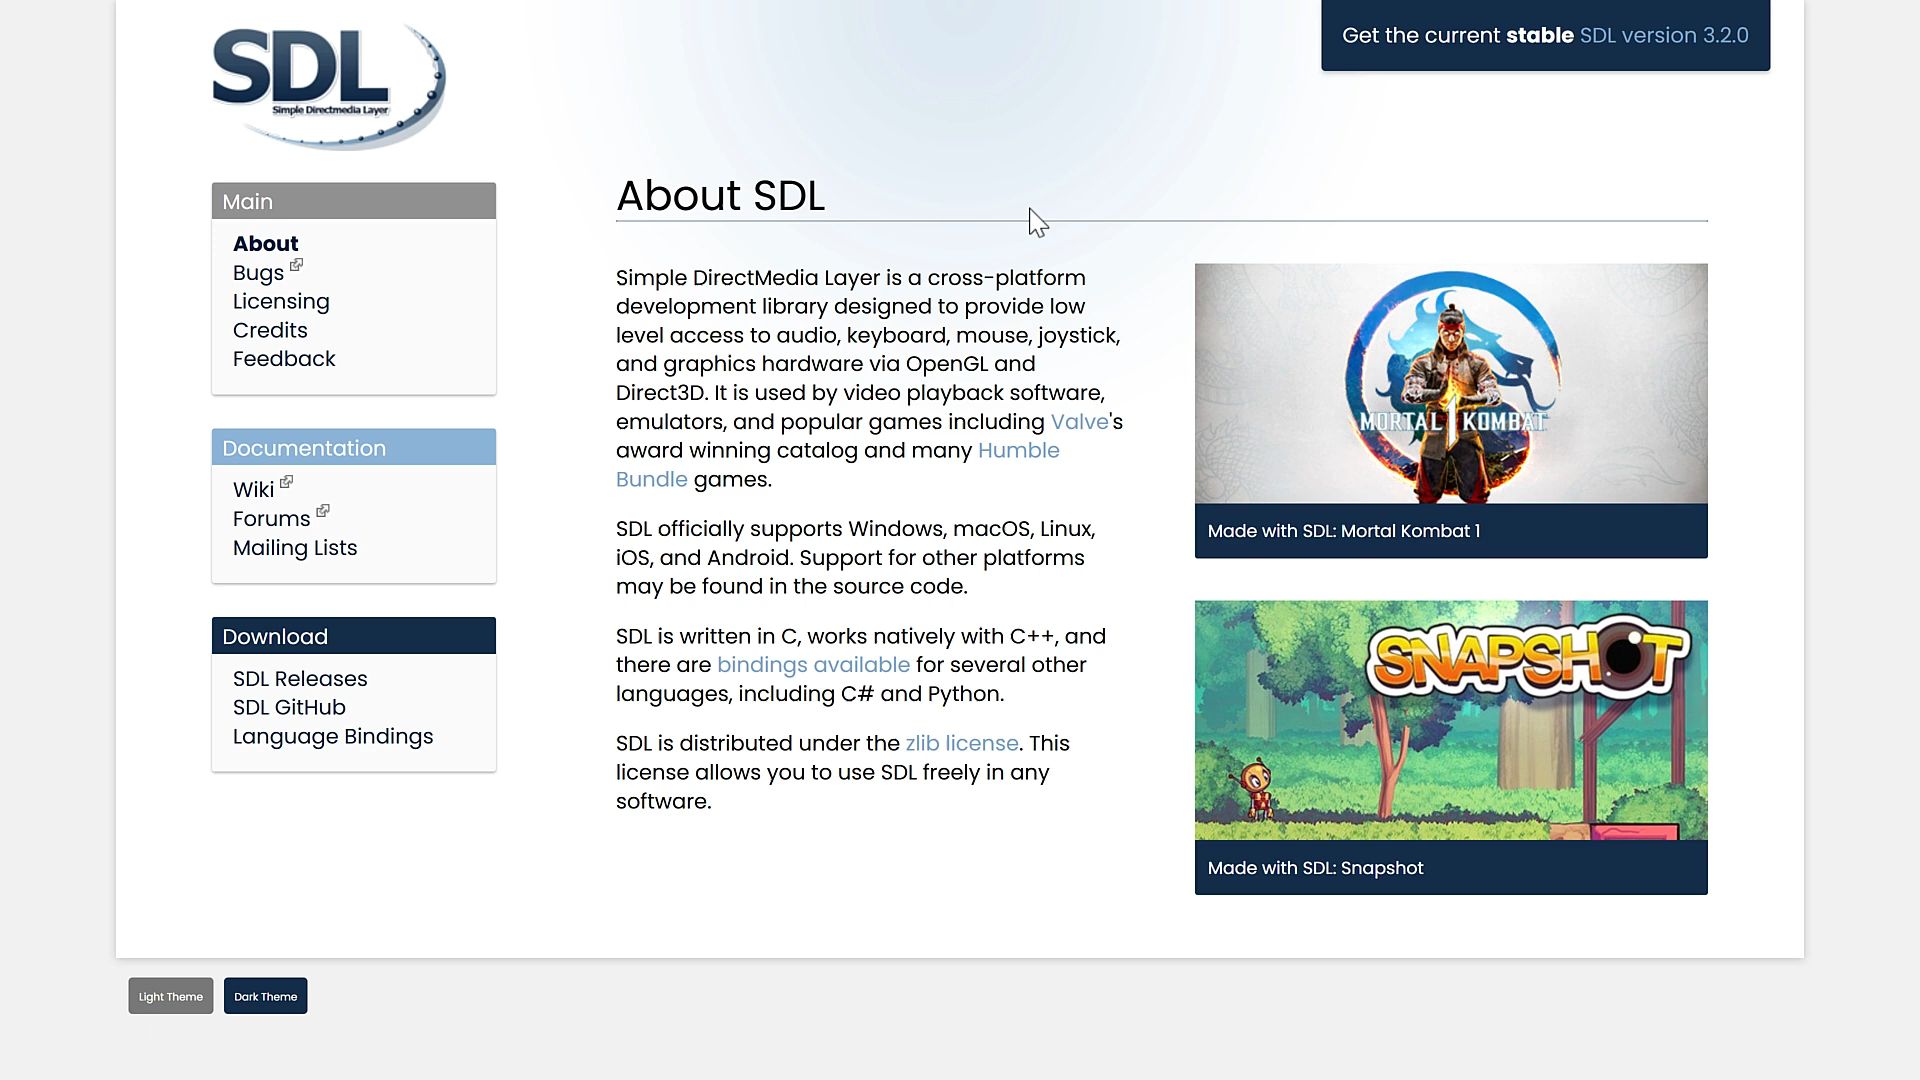 SDL
Simple Directmedia Layer
Get the current stable SDL version 3.2.0
Main
About
Bugs
Licensing
Credits
Feedback
Documentation
Wiki
Forums
Mailing Lists
Download
SDL Releases
SDL GitHub
Language Bindings
About SDL
Simple DirectMedia Layer is a cross-platform
development library designed to provide low
level access to audio, keyboard, mouse, joystick,
and graphics hardware via OpenGL and
Direct3D. It is used by video playback software,
emulators, and popular games including Valve's
award winning catalog and many Humble
Bundle games.
SDL officially supports Windows, macOS, Linux,
iOS, and Android. Support for other platforms
may be found in the source code.
SDL is written in C, works natively with C++, and
there are bindings available for several other
languages, including C# and Python.
SDL is distributed under the zlib license. This
license allows you to use SDL freely in any
software.
MORTAL 1 KOMBAT
Made with SDL: Mortal Kombat 1
SNAPSHOT
Made with SDL: Snapshot
Light Theme
Dark Theme